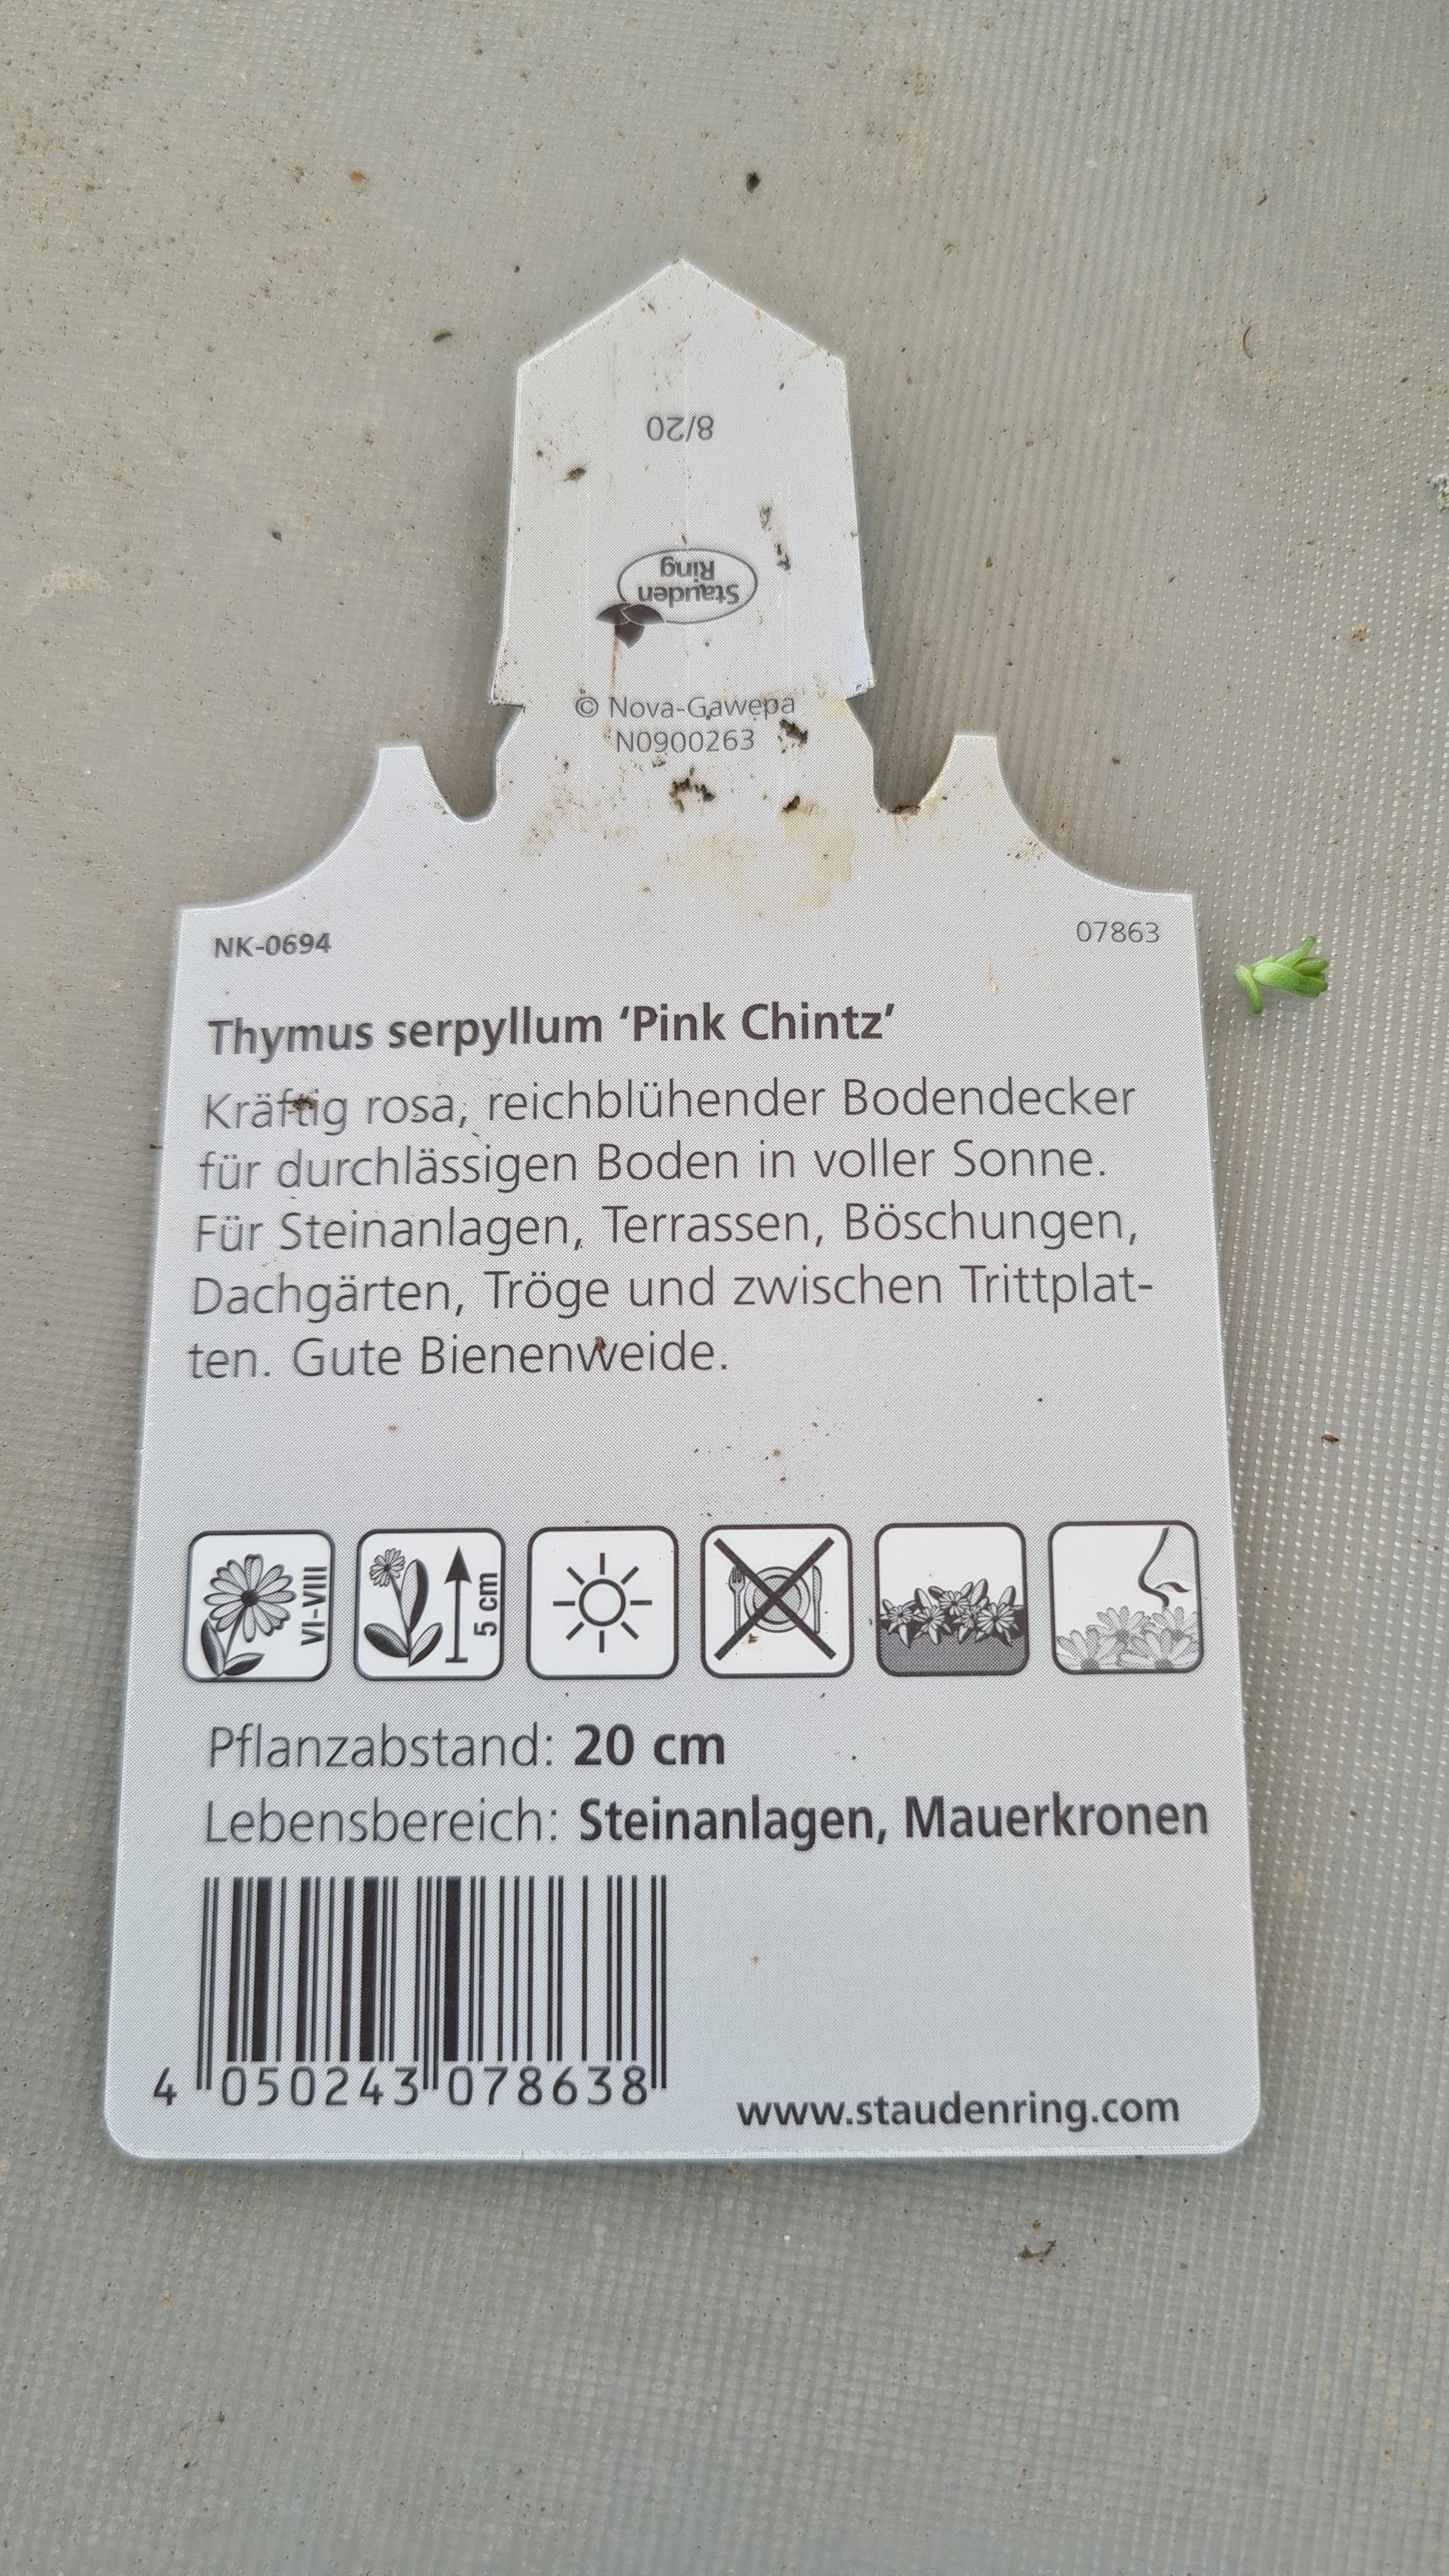 8/20
Stauden
Ring
© Nova-Gawepa
N0900263
NK-0694
07863
Thymus serpyllum ‘Pink Chintz’
Kräftig rosa, reichblühender Bodendecker
für durchlässigen Boden in voller Sonne.
Für Steinanlagen, Terrassen, Böschungen,
Dachgärten, Tröge und zwischen Trittplat-
ten. Gute Bienenweide.
VI-VIII
5 cm
Pflanzabstand: 20 cm
Lebensbereich: Steinanlagen, Mauerkronen
4 050243 078638
www.staudenring.com